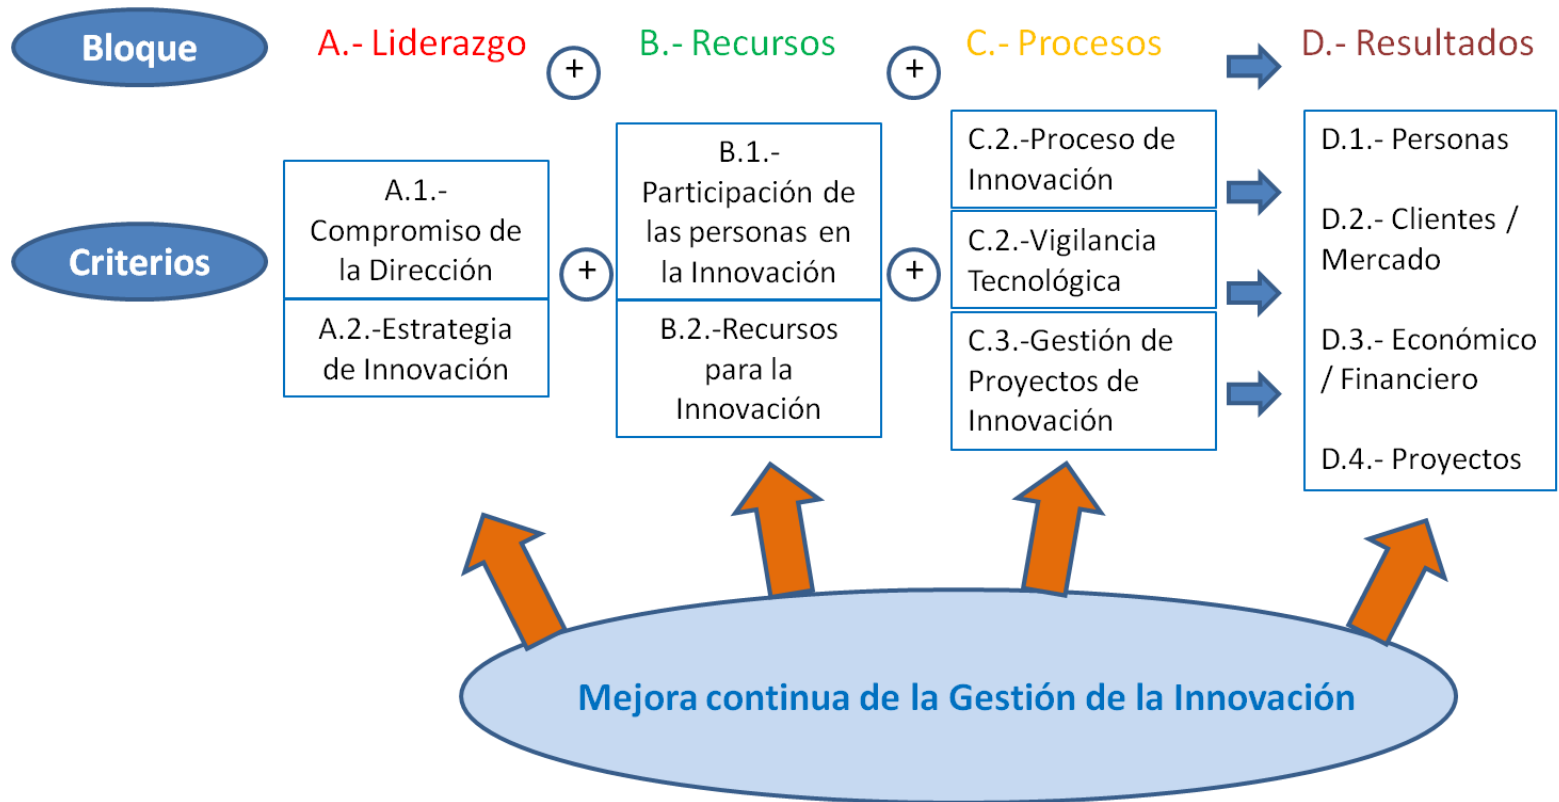 Bloque
A.- Liderazgo
+
B.- Recursos
+
C.- Procesos
D.- Resultados
Criterios
A.1.-
Compromiso de
la Dirección
A.2.-Estrategia
de Innovación
+
B.1.-
Participación de
las personas en
la Innovación
B.2.-Recursos
para la
Innovación
+
C.2.-Proceso de
Innovación
C.2.-Vigilancia
Tecnológica
C.3.-Gestión de
Proyectos de
Innovación
D.1.- Personas
D.2.- Clientes /
Mercado
D.3.- Económico
/ Financiero
D.4.- Proyectos
Mejora continua de la Gestión de la Innovación